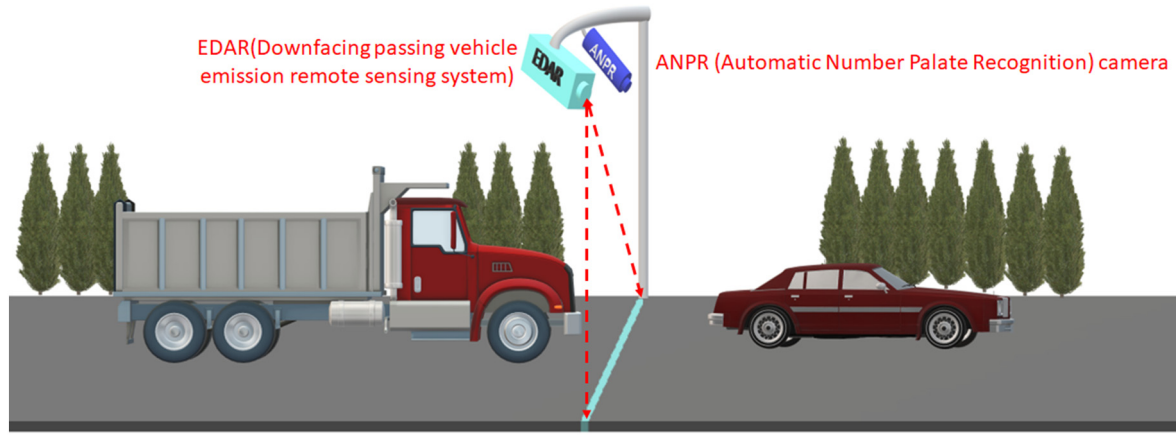 EDAR(Downfacing passing vehicle
emission remote sensing system)
EDAR
ANPR
ANPR (Automatic Number Palate Recognition) camera